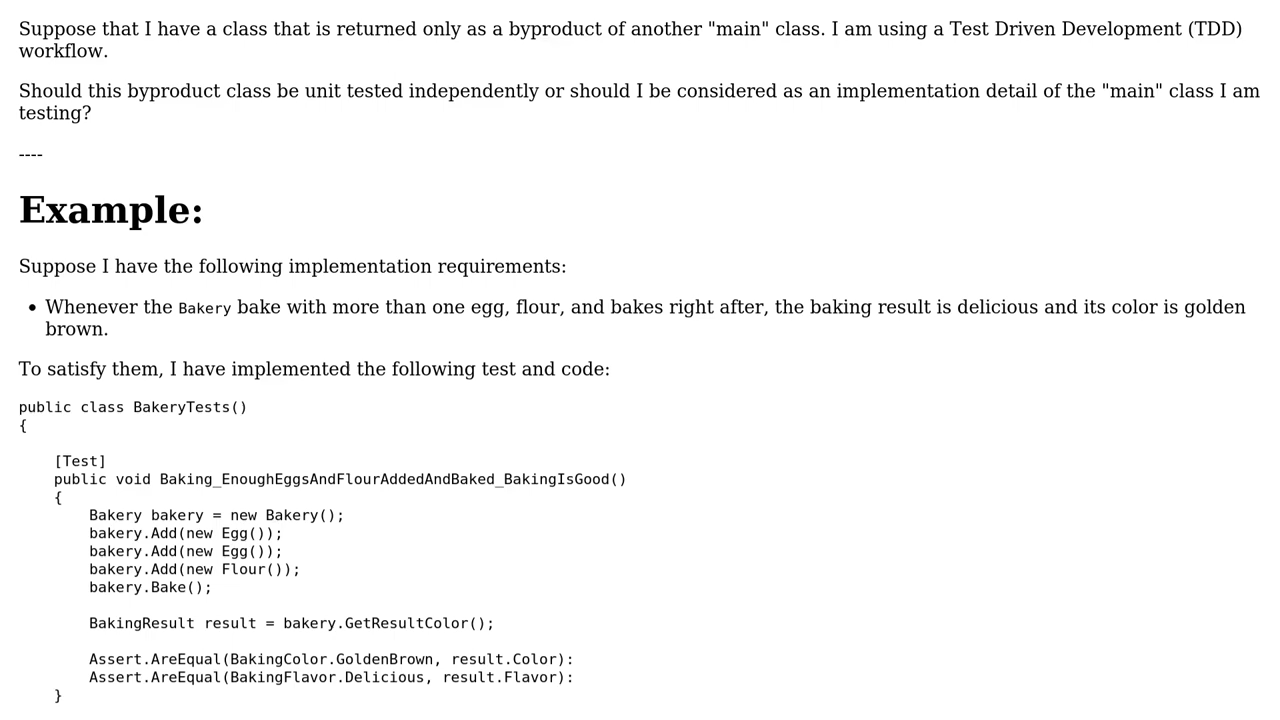 Suppose that I have a class that is returned only as a byproduct of another "main" class. I am using a Test Driven Development (TDD)
workflow.
Should this byproduct class be unit tested independently or should I be considered as an implementation detail of the "main" class I am
testing?
----
Example:
Suppose I have the following implementation requirements:
• Whenever the Bakery bake with more than one egg, flour, and bakes right after, the baking result is delicious and its color is golden
brown.
To satisfy them, I have implemented the following test and code:
public class BakeryTests()
{
    [Test]
    public void Baking_EnoughEggsAndFlourAddedAndBaked_BakingIsGood()
    {
        Bakery bakery = new Bakery();
        bakery.Add(new Egg());
        bakery.Add(new Egg());
        bakery.Add(new Flour());
        bakery.Bake();
        BakingResult result = bakery.GetResultColor();
        Assert.AreEqual(BakingColor.GoldenBrown, result.Color):
        Assert.AreEqual(BakingFlavor.Delicious, result.Flavor):
    }